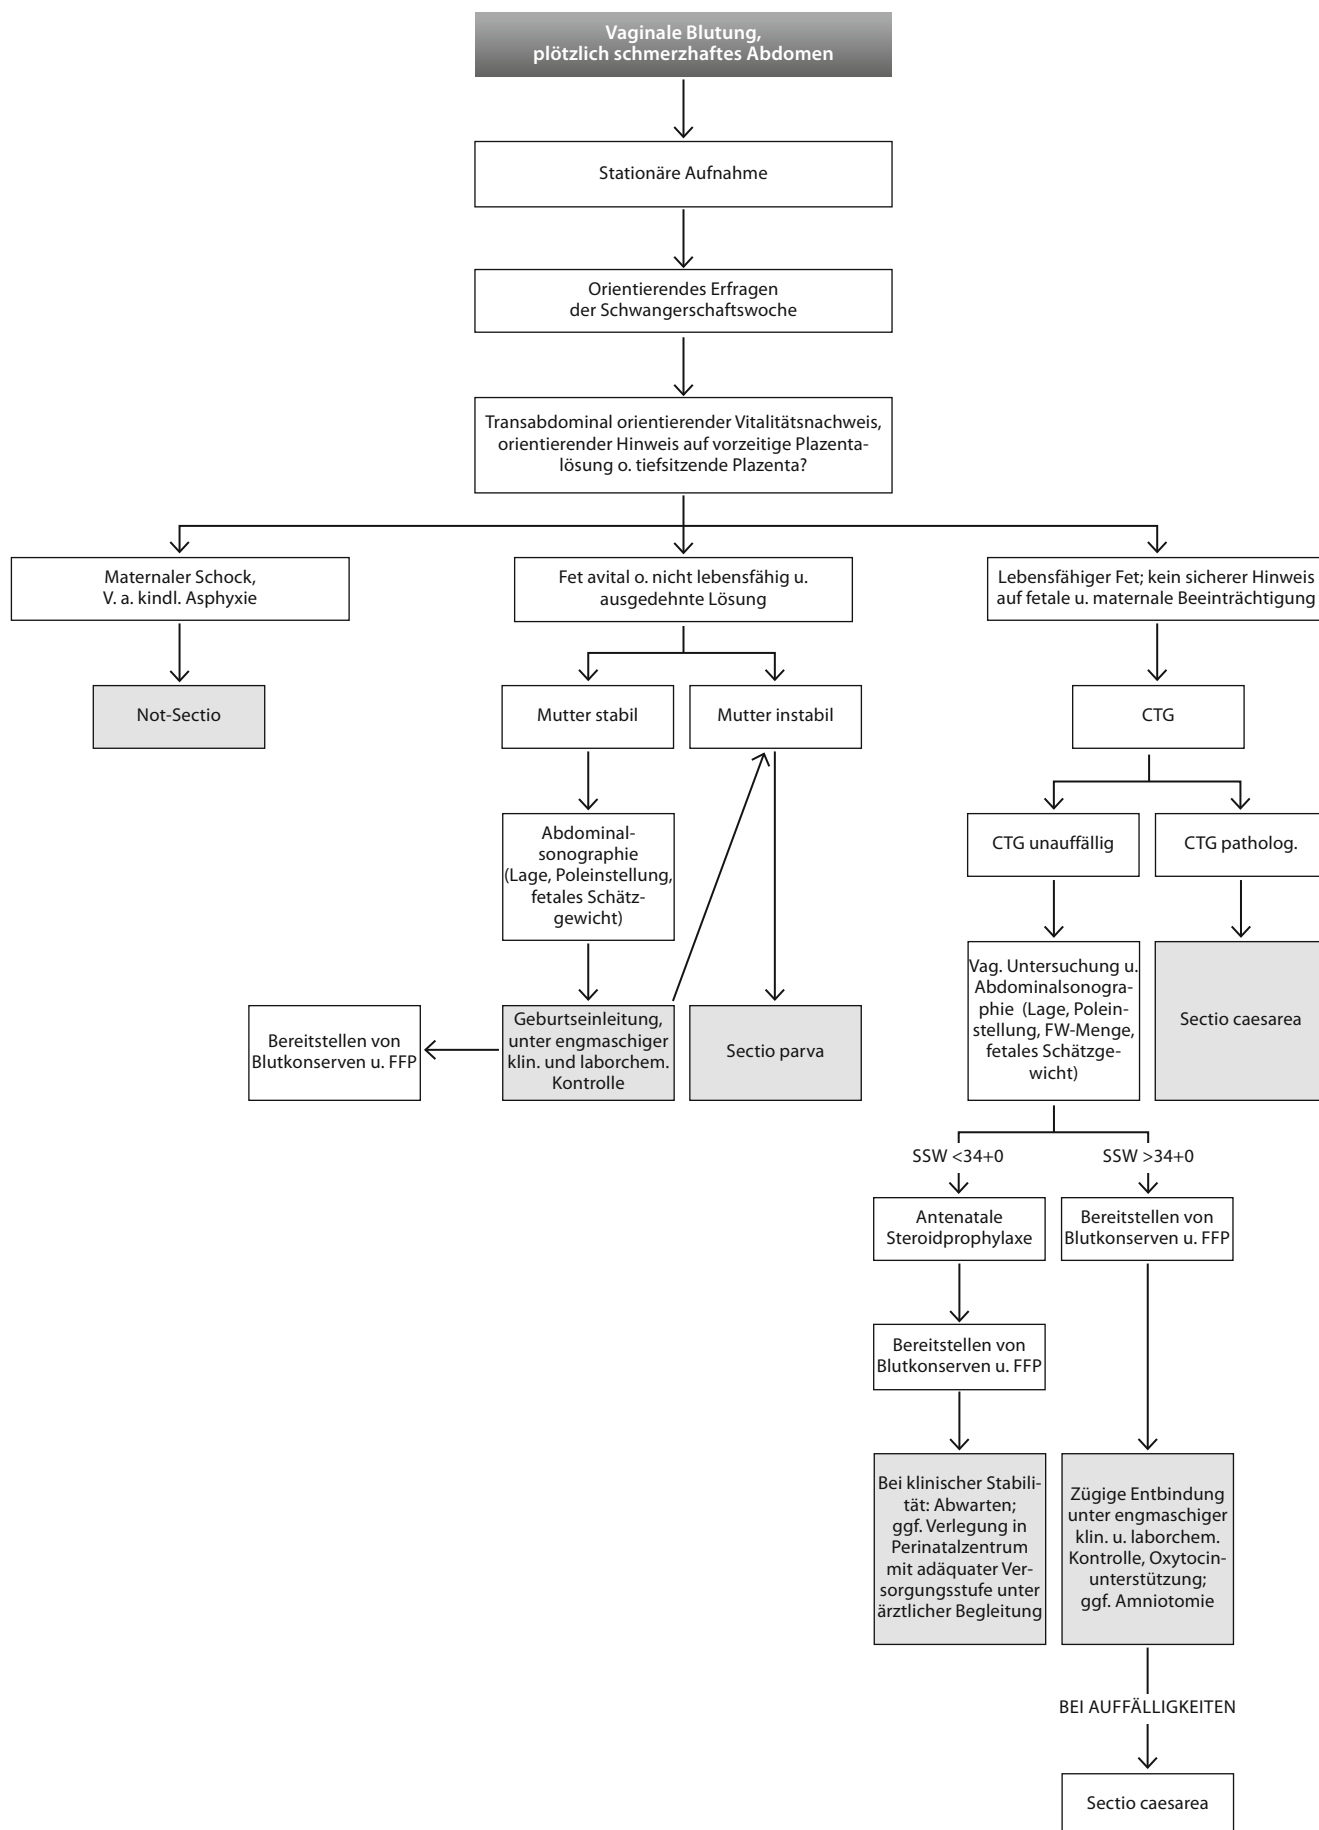 Vaginale Blutung,
plötzlich schmerzhaftes Abdomen
Stationäre Aufnahme
Orientierendes Erfragen
der Schwangerschaftswoche
Transabdominal orientierender Vitalitätsnachweis,
orientierender Hinweis auf vorzeitige Plazenta-
lösung o. tiefsitzende Plazenta?
Maternaler Schock,
V. a. kindl. Asphyxie
Not-Sectio
Fet avital o. nicht lebensfähig u.
ausgedehnte Lösung
Mutter stabil
Mutter instabil
Abdominal-
sonographie
(Lage, Poleinstellung,
fetales Schätz-
gewicht)
Geburtseinleitung,
unter engmaschiger
klin. und laborchem.
Kontrolle
Bereitstellen von
Blutkonserven u. FFP
Sectio parva
Lebensfähiger Fet; kein sicherer Hinweis
auf fetale u. maternale Beeinträchtigung
CTG
CTG unauffällig
CTG patholog.
Vag. Untersuchung u.
Abdominalsonogra-
phie (Lage, Polein-
stellung, FW-Menge,
fetales Schätzge-
wicht)
Sectio caesarea
SSW <34+0
SSW >34+0
Antenatale
Steroidprophylaxe
Bereitstellen von
Blutkonserven u. FFP
Bereitstellen von
Blutkonserven u. FFP
Bei klinischer Stabili-
tät: Abwarten;
ggf. Verlegung in
Perinatalzentrum
mit adäquater Ver-
sorgungsstufe unter
ärztlicher Begleitung
Zügige Entbindung
unter engmaschiger
klin. u. laborchem.
Kontrolle, Oxytocin-
unterstützung;
ggf. Amniotomie
BEI AUFFÄLLIGKEITEN
Sectio caesarea